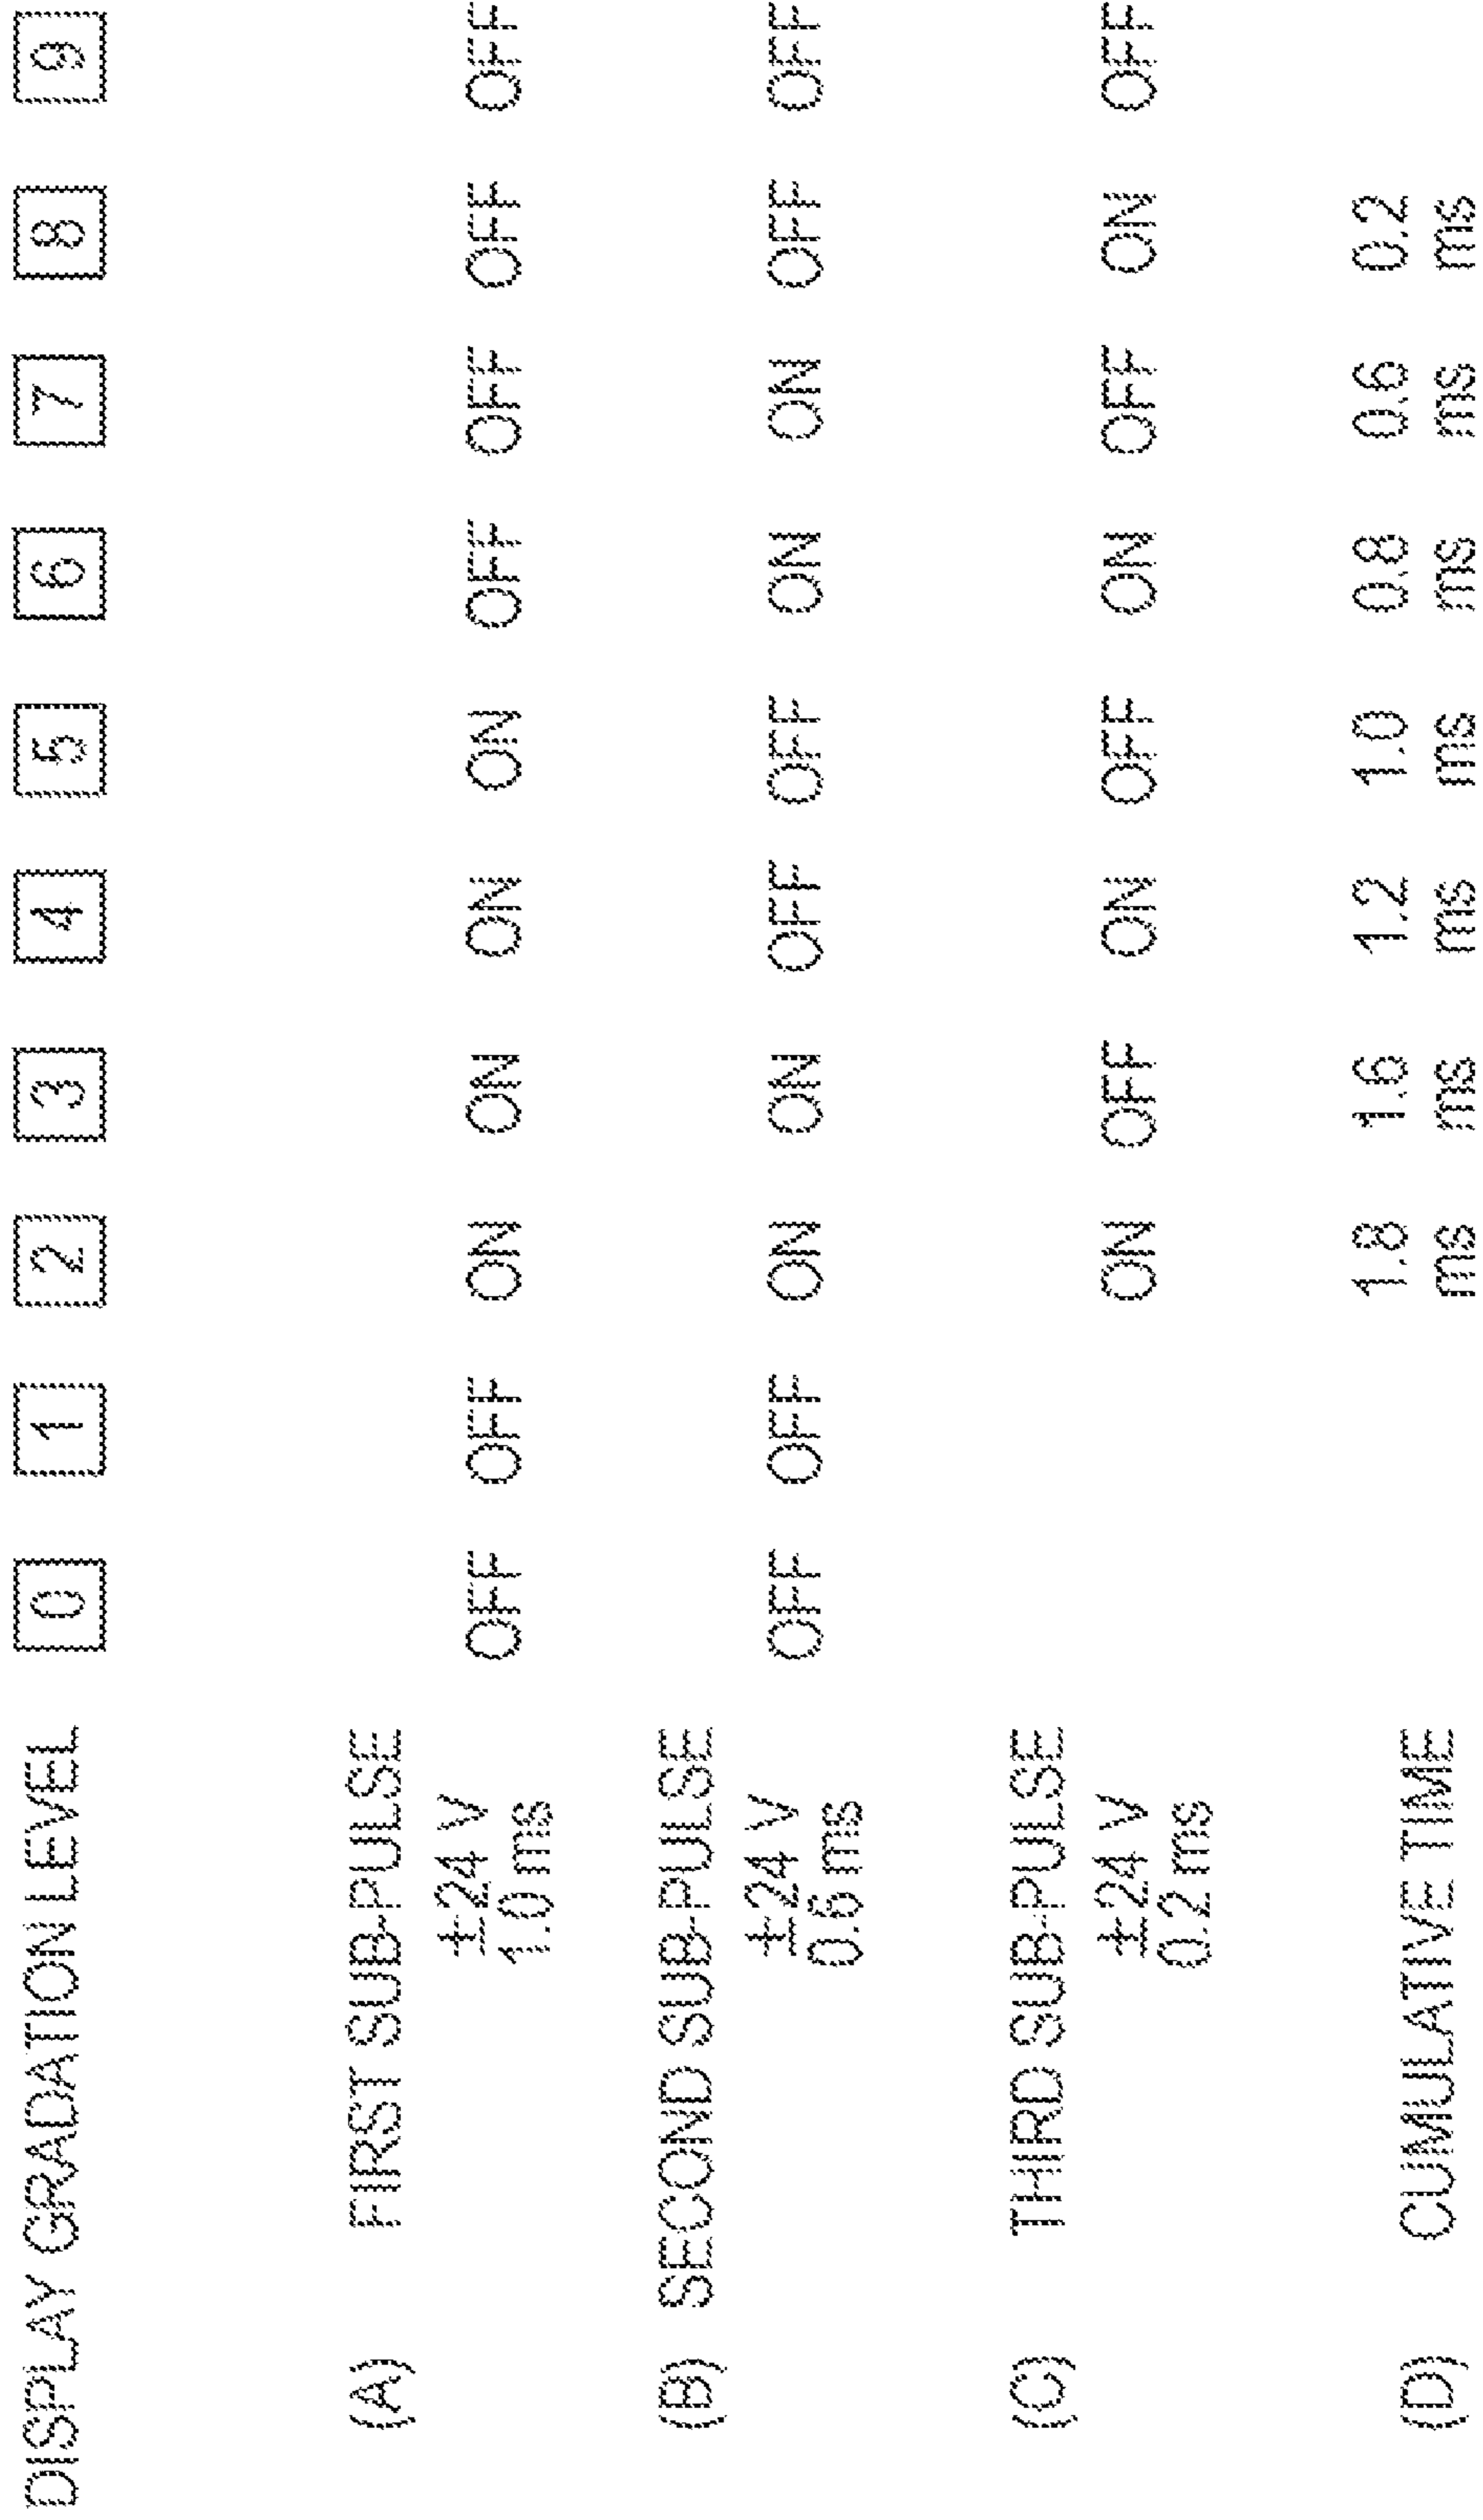 DISPLAY GRADATION LEVEL 0 1 2 3 4 5 6 7 8 9
(A) FIRST SUB-PULSE
±24 V OFF OFF ON ON ON ON OFF OFF OFF OFF
1.0 ms
(B) SECOND SUB-PULSE
±24 V OFF OFF ON ON OFF OFF ON ON OFF OFF
0.6 ms
(C) THIRD SUB-PULSE
±24 V ON OFF ON OFF ON OFF ON OFF
0.2 ms
1.8 1.6 1.2 1.0 0.8 0.6 0.2
(D) CUMULATIVE TIME
ms ms ms ms ms ms ms